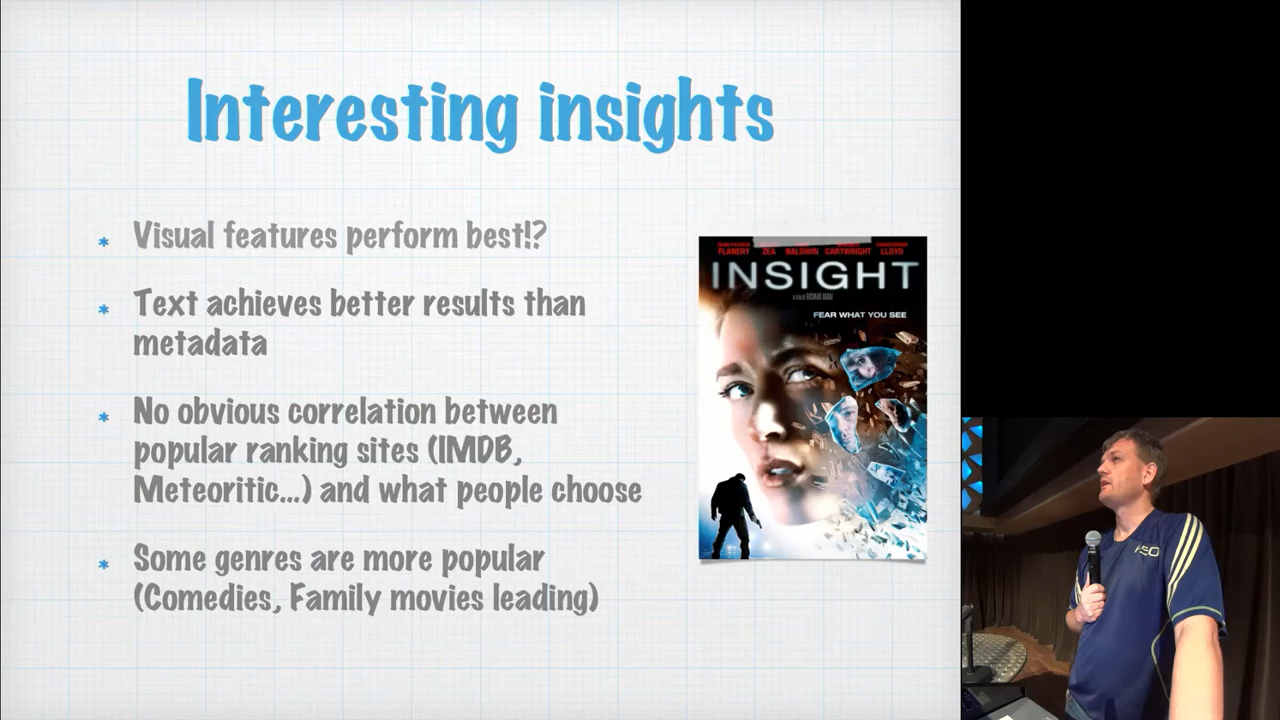 Interesting insights
* Visual features perform best!?
* Text achieves better results than
metadata
* No obvious correlation between
popular ranking sites (IMDB,
Meteoritic...) and what people choose
* Some genres are more popular
(Comedies, Family movies leading)
FLANERY ZEA BALDWIN CARTWRIGHT LLOYD
INSIGHT
FEAR WHAT YOU SEE